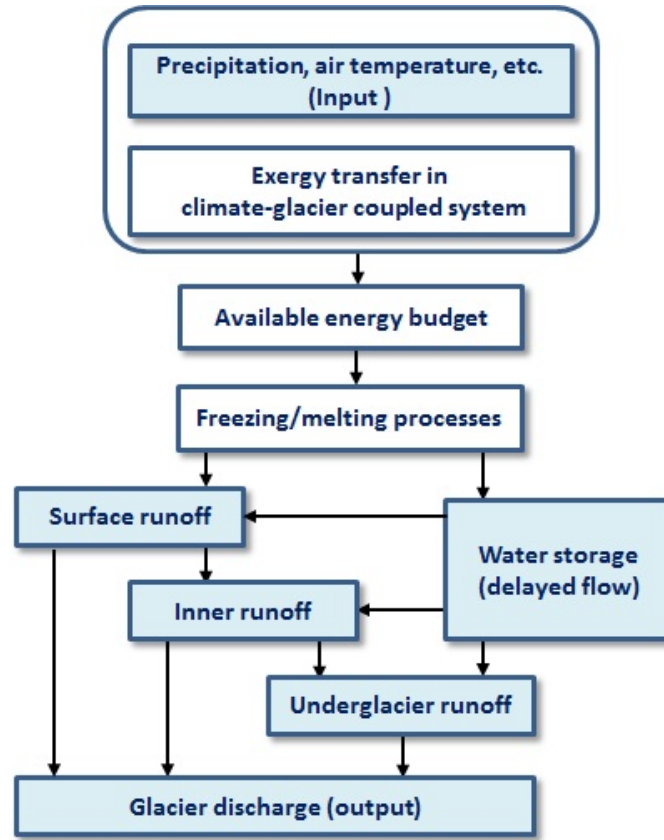 Precipitation, air temperature, etc.
(Input )
Exergy transfer in
climate-glacier coupled system
Available energy budget
Freezing/melting processes
Surface runoff
Water storage
(delayed flow)
Inner runoff
Underglacier runoff
Glacier discharge (output)